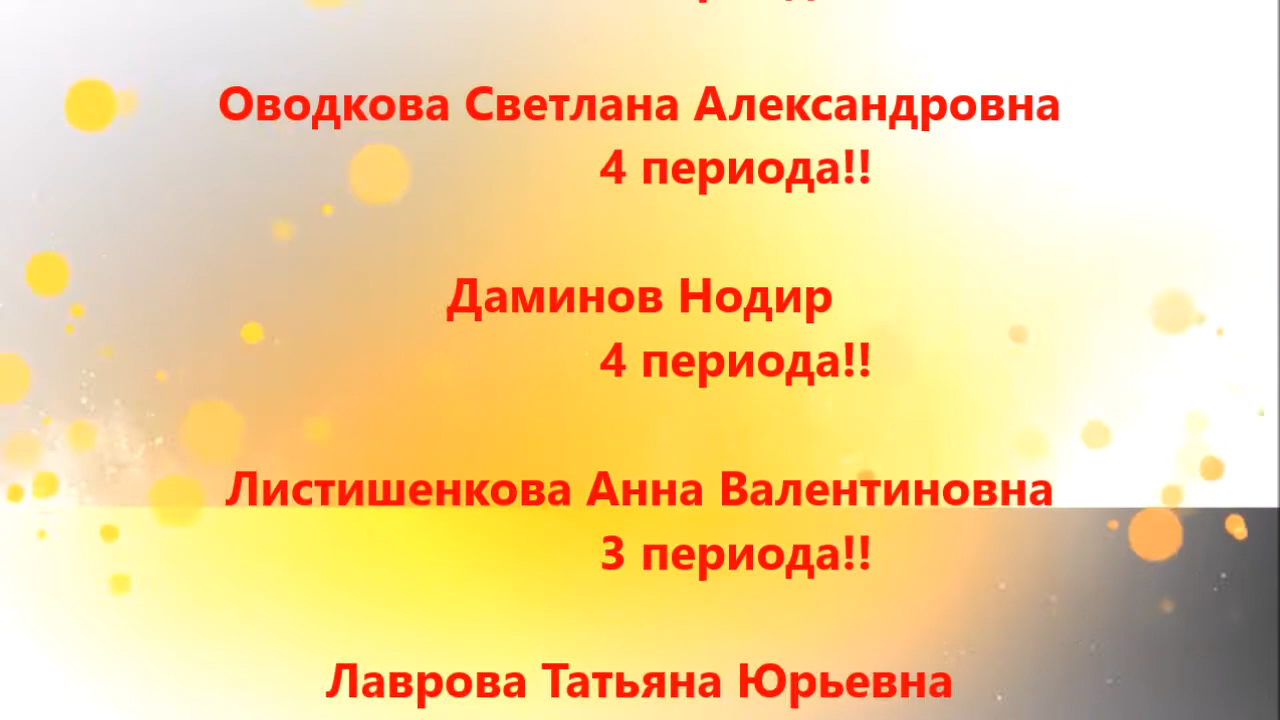 Оводкова Светлана Александровна
4 периода!!
Даминов Нодир
4 периода!!
Листишенкова Анна Валентиновна
3 периода!!
Лаврова Татьяна Юрьевна